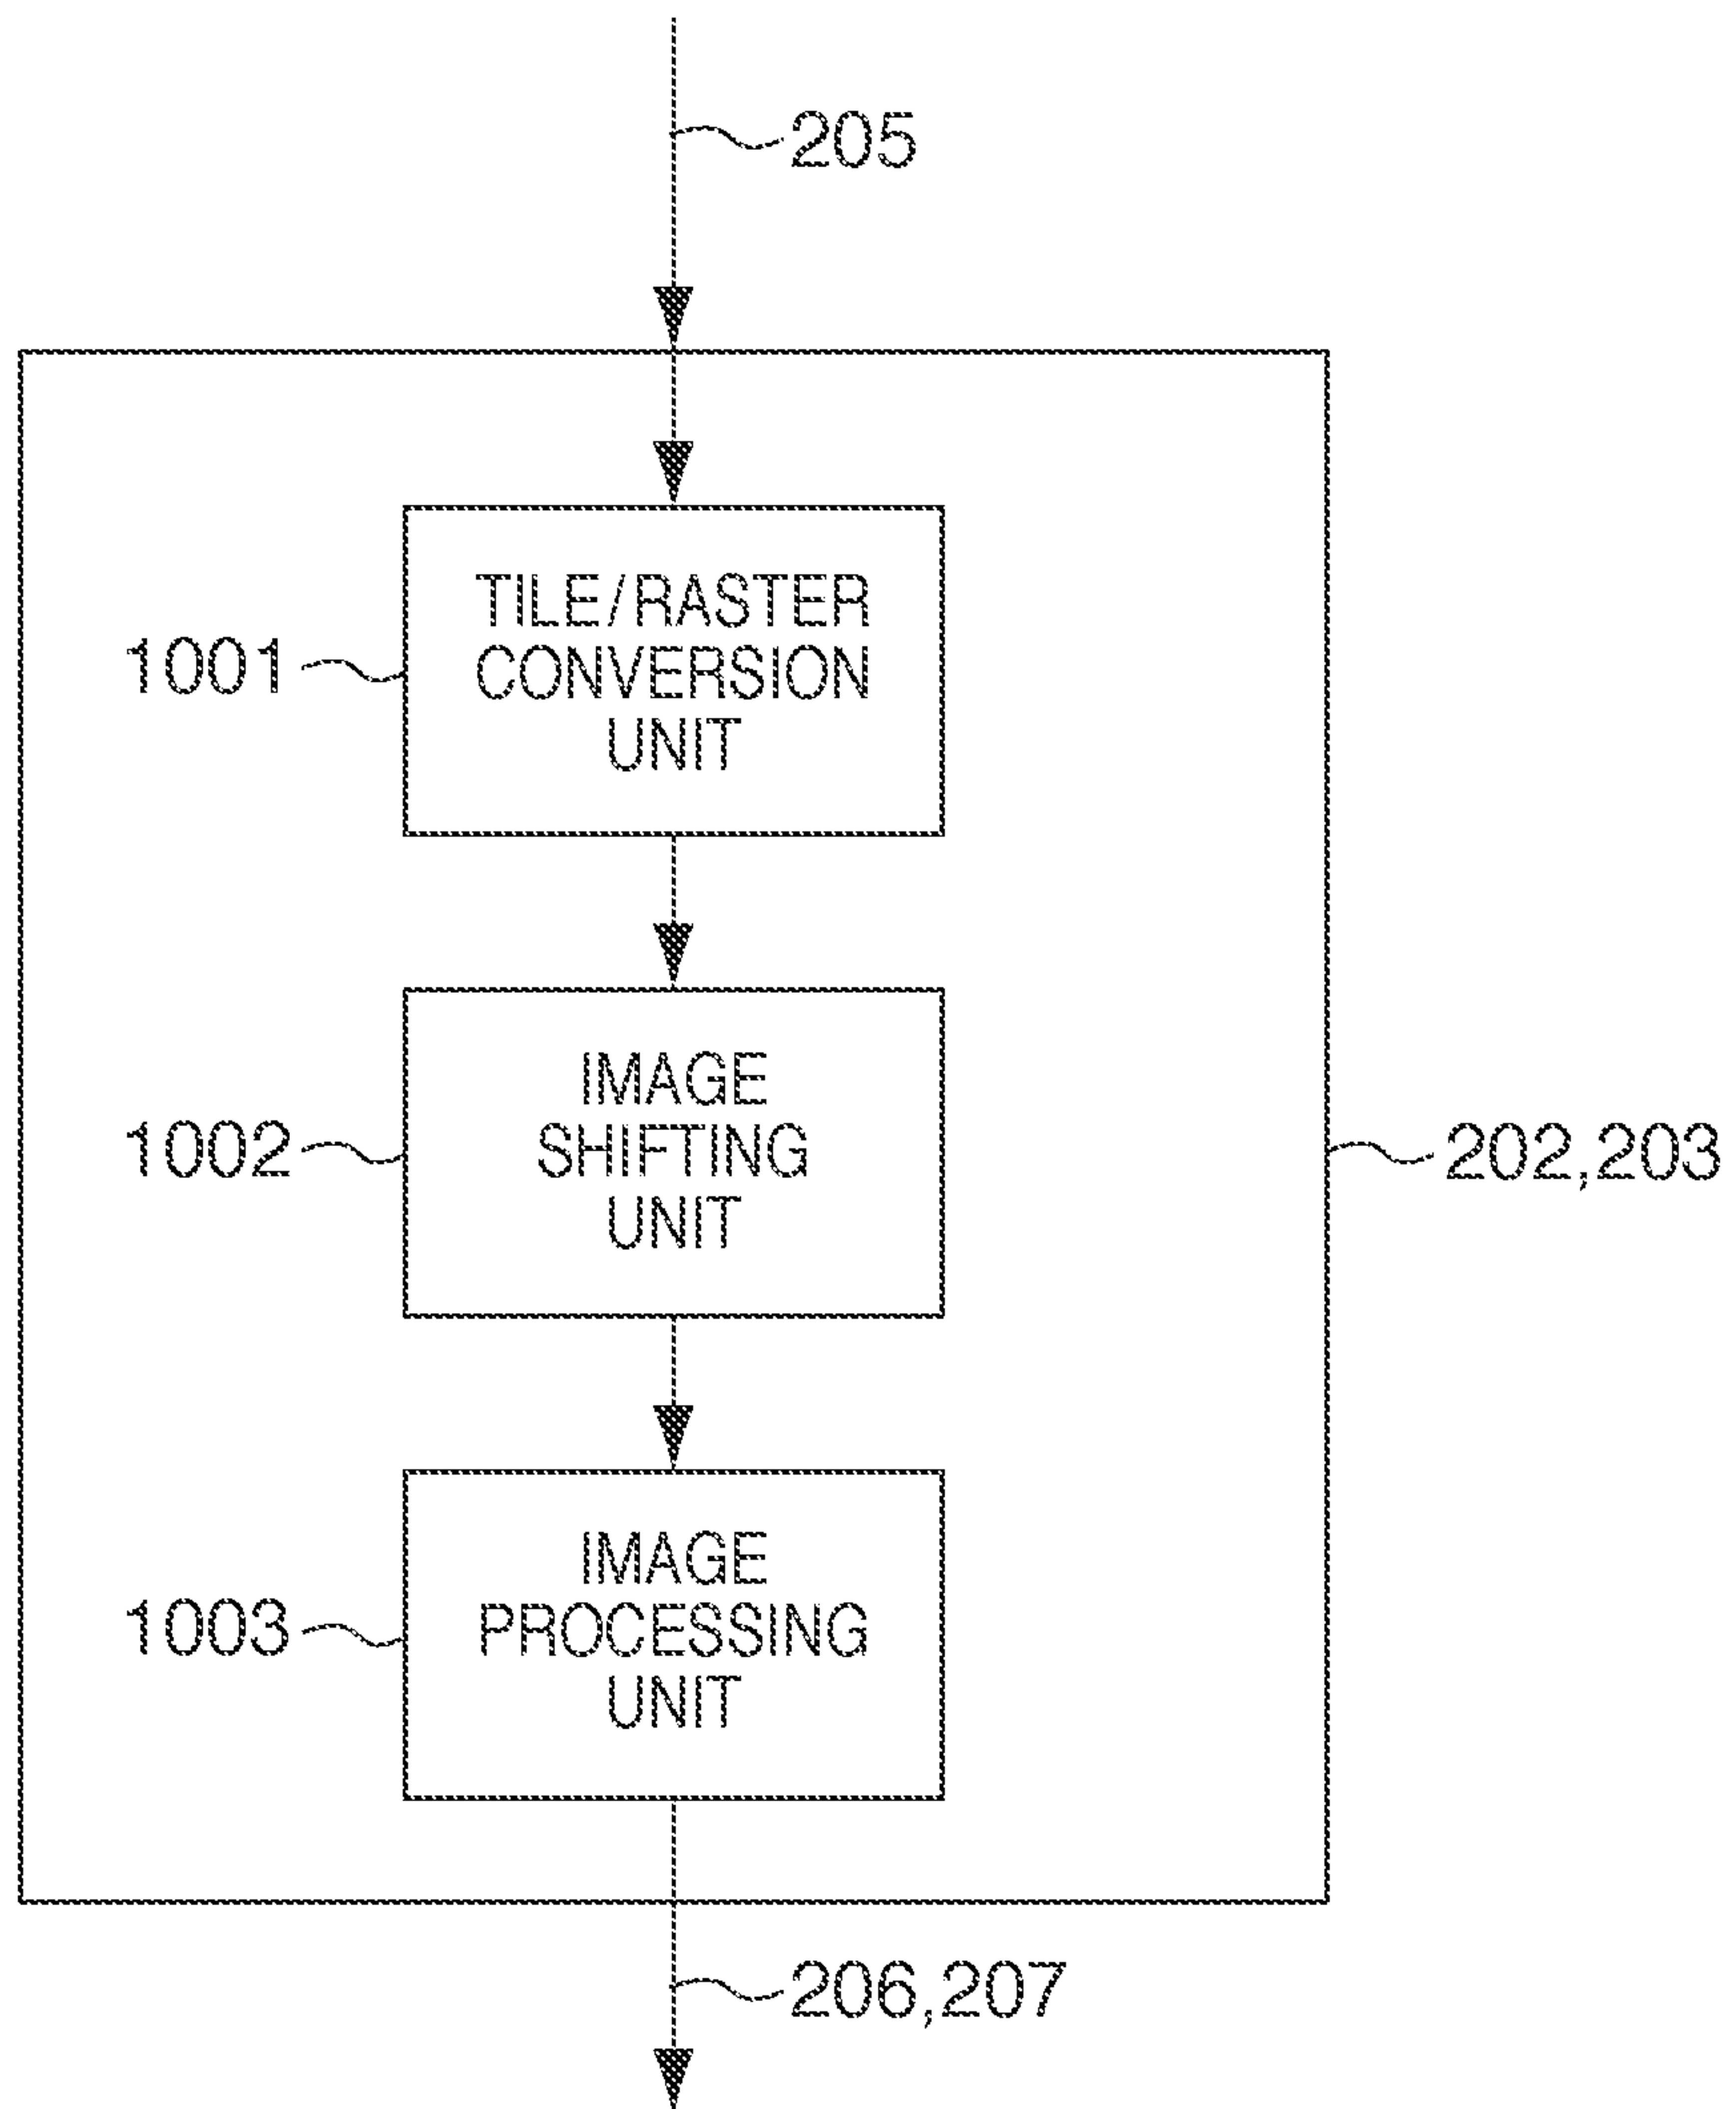 205
TILE/RASTER
CONVERSION
UNIT
1001
IMAGE
SHIFTING
UNIT
1002
202,203
IMAGE
PROCESSING
UNIT
1003
206,207